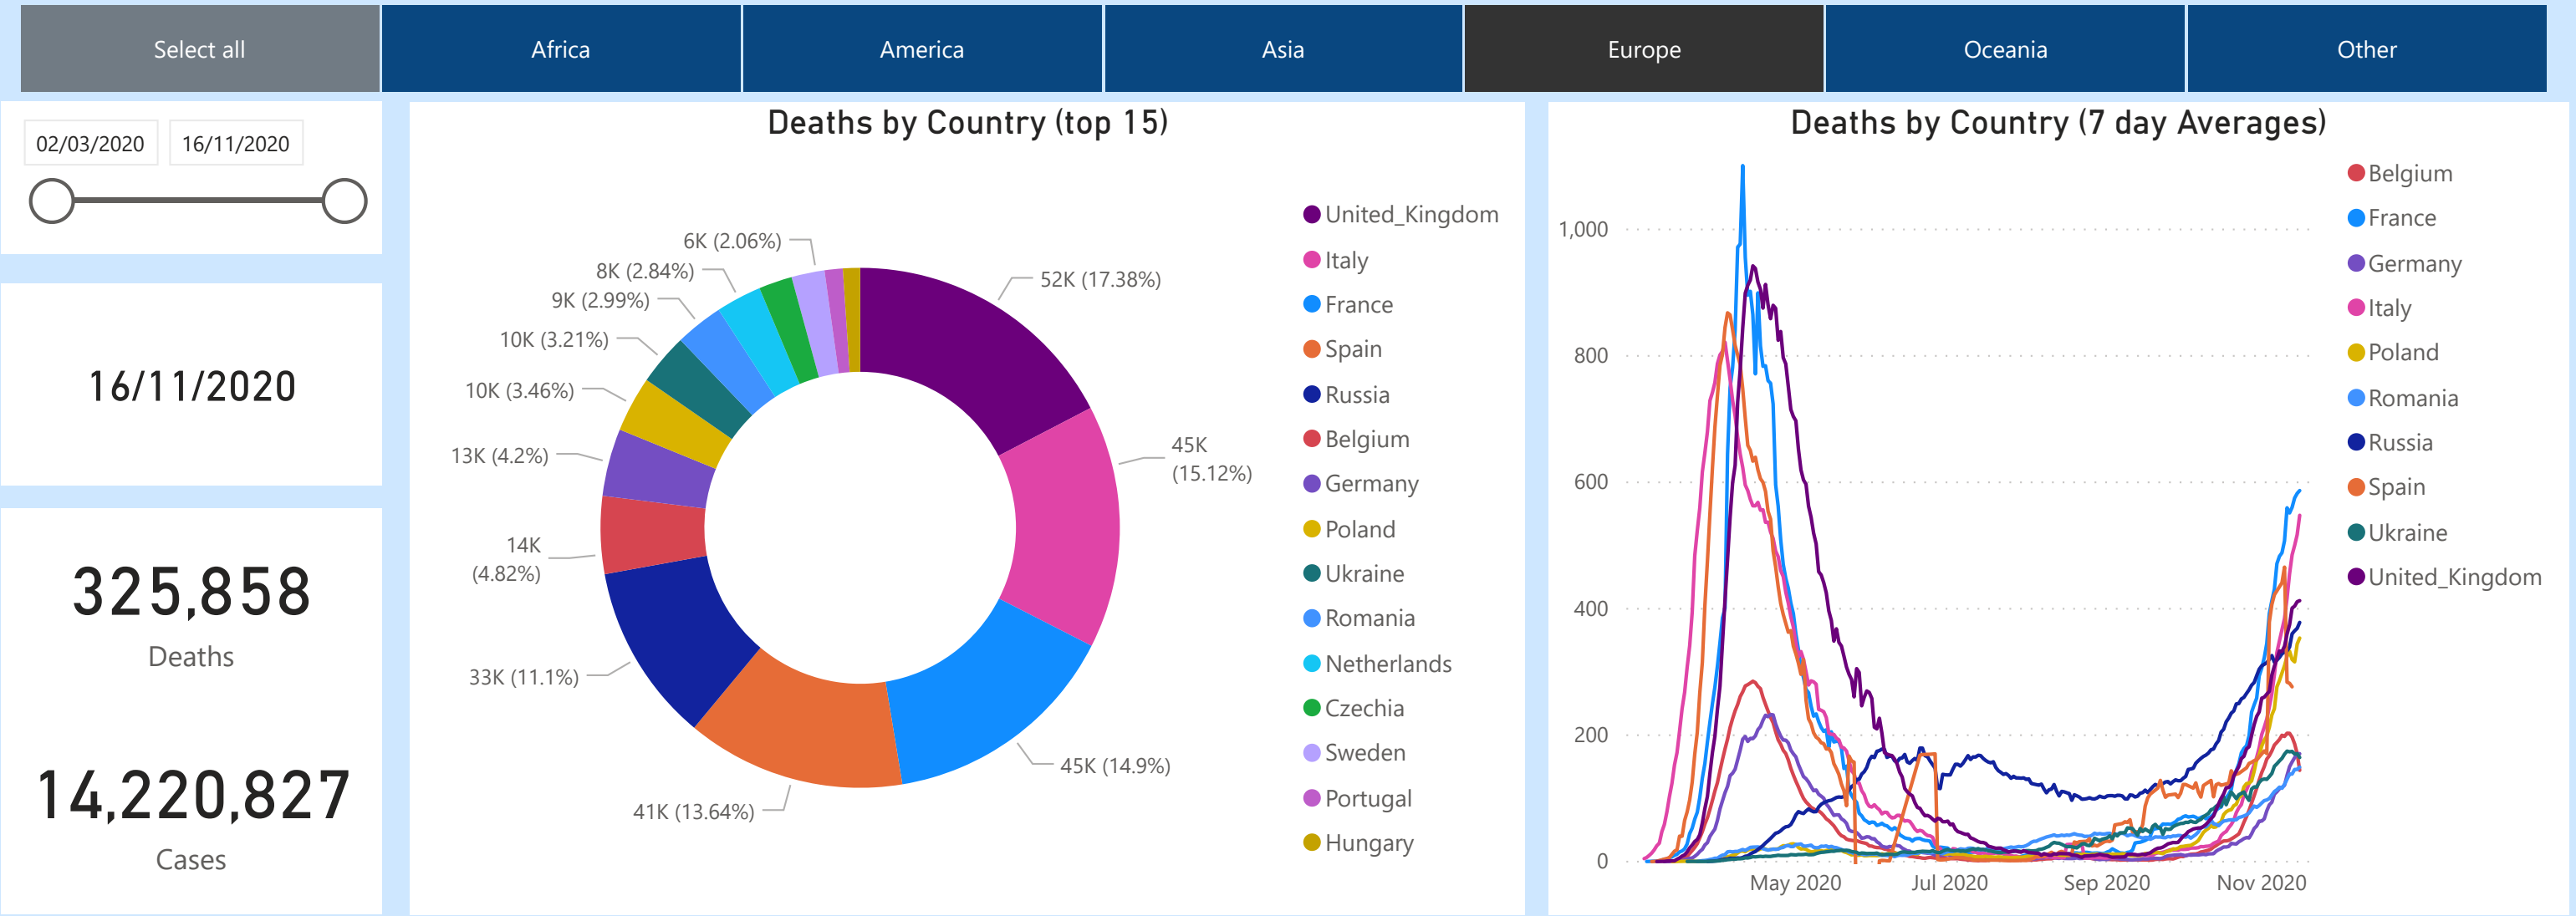 Select all
Africa
America
Asia
Europe
Oceania
Other
02/03/2020
16/11/2020
16/11/2020
325,858
Deaths
14,220,827
Cases
Deaths by Country (top 15)
6K (2.06%)
8K (2.84%)
9K (2.99%)
10K (3.21%)
10K (3.46%)
13K (4.2%)
14K
(4.82%)
33K (11.1%)
41K (13.64%)
45K (14.9%)
45K
(15.12%)
52K (17.38%)
United_Kingdom
Italy
France
Spain
Russia
Belgium
Germany
Poland
Ukraine
Romania
Netherlands
Czechia
Sweden
Portugal
Hungary
Deaths by Country (7 day Averages)
1,000
800
600
400
200
0
May 2020
Jul 2020
Sep 2020
Nov 2020
Belgium
France
Germany
Italy
Poland
Romania
Russia
Spain
Ukraine
United_Kingdom